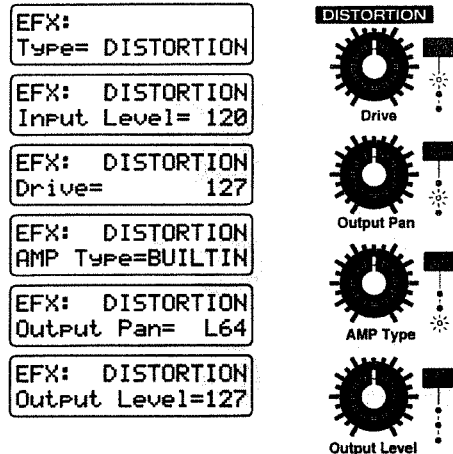 EFX:
Type= DISTORTION
EFX: DISTORTION
Input Level= 120
EFX: DISTORTION
Drive= 127
EFX: DISTORTION
AMP Type=BUILTIN
EFX: DISTORTION
Output Pan= L64
EFX: DISTORTION
Output Level=127
DISTORTION
Drive
Output Pan
AMP Type
Output Level